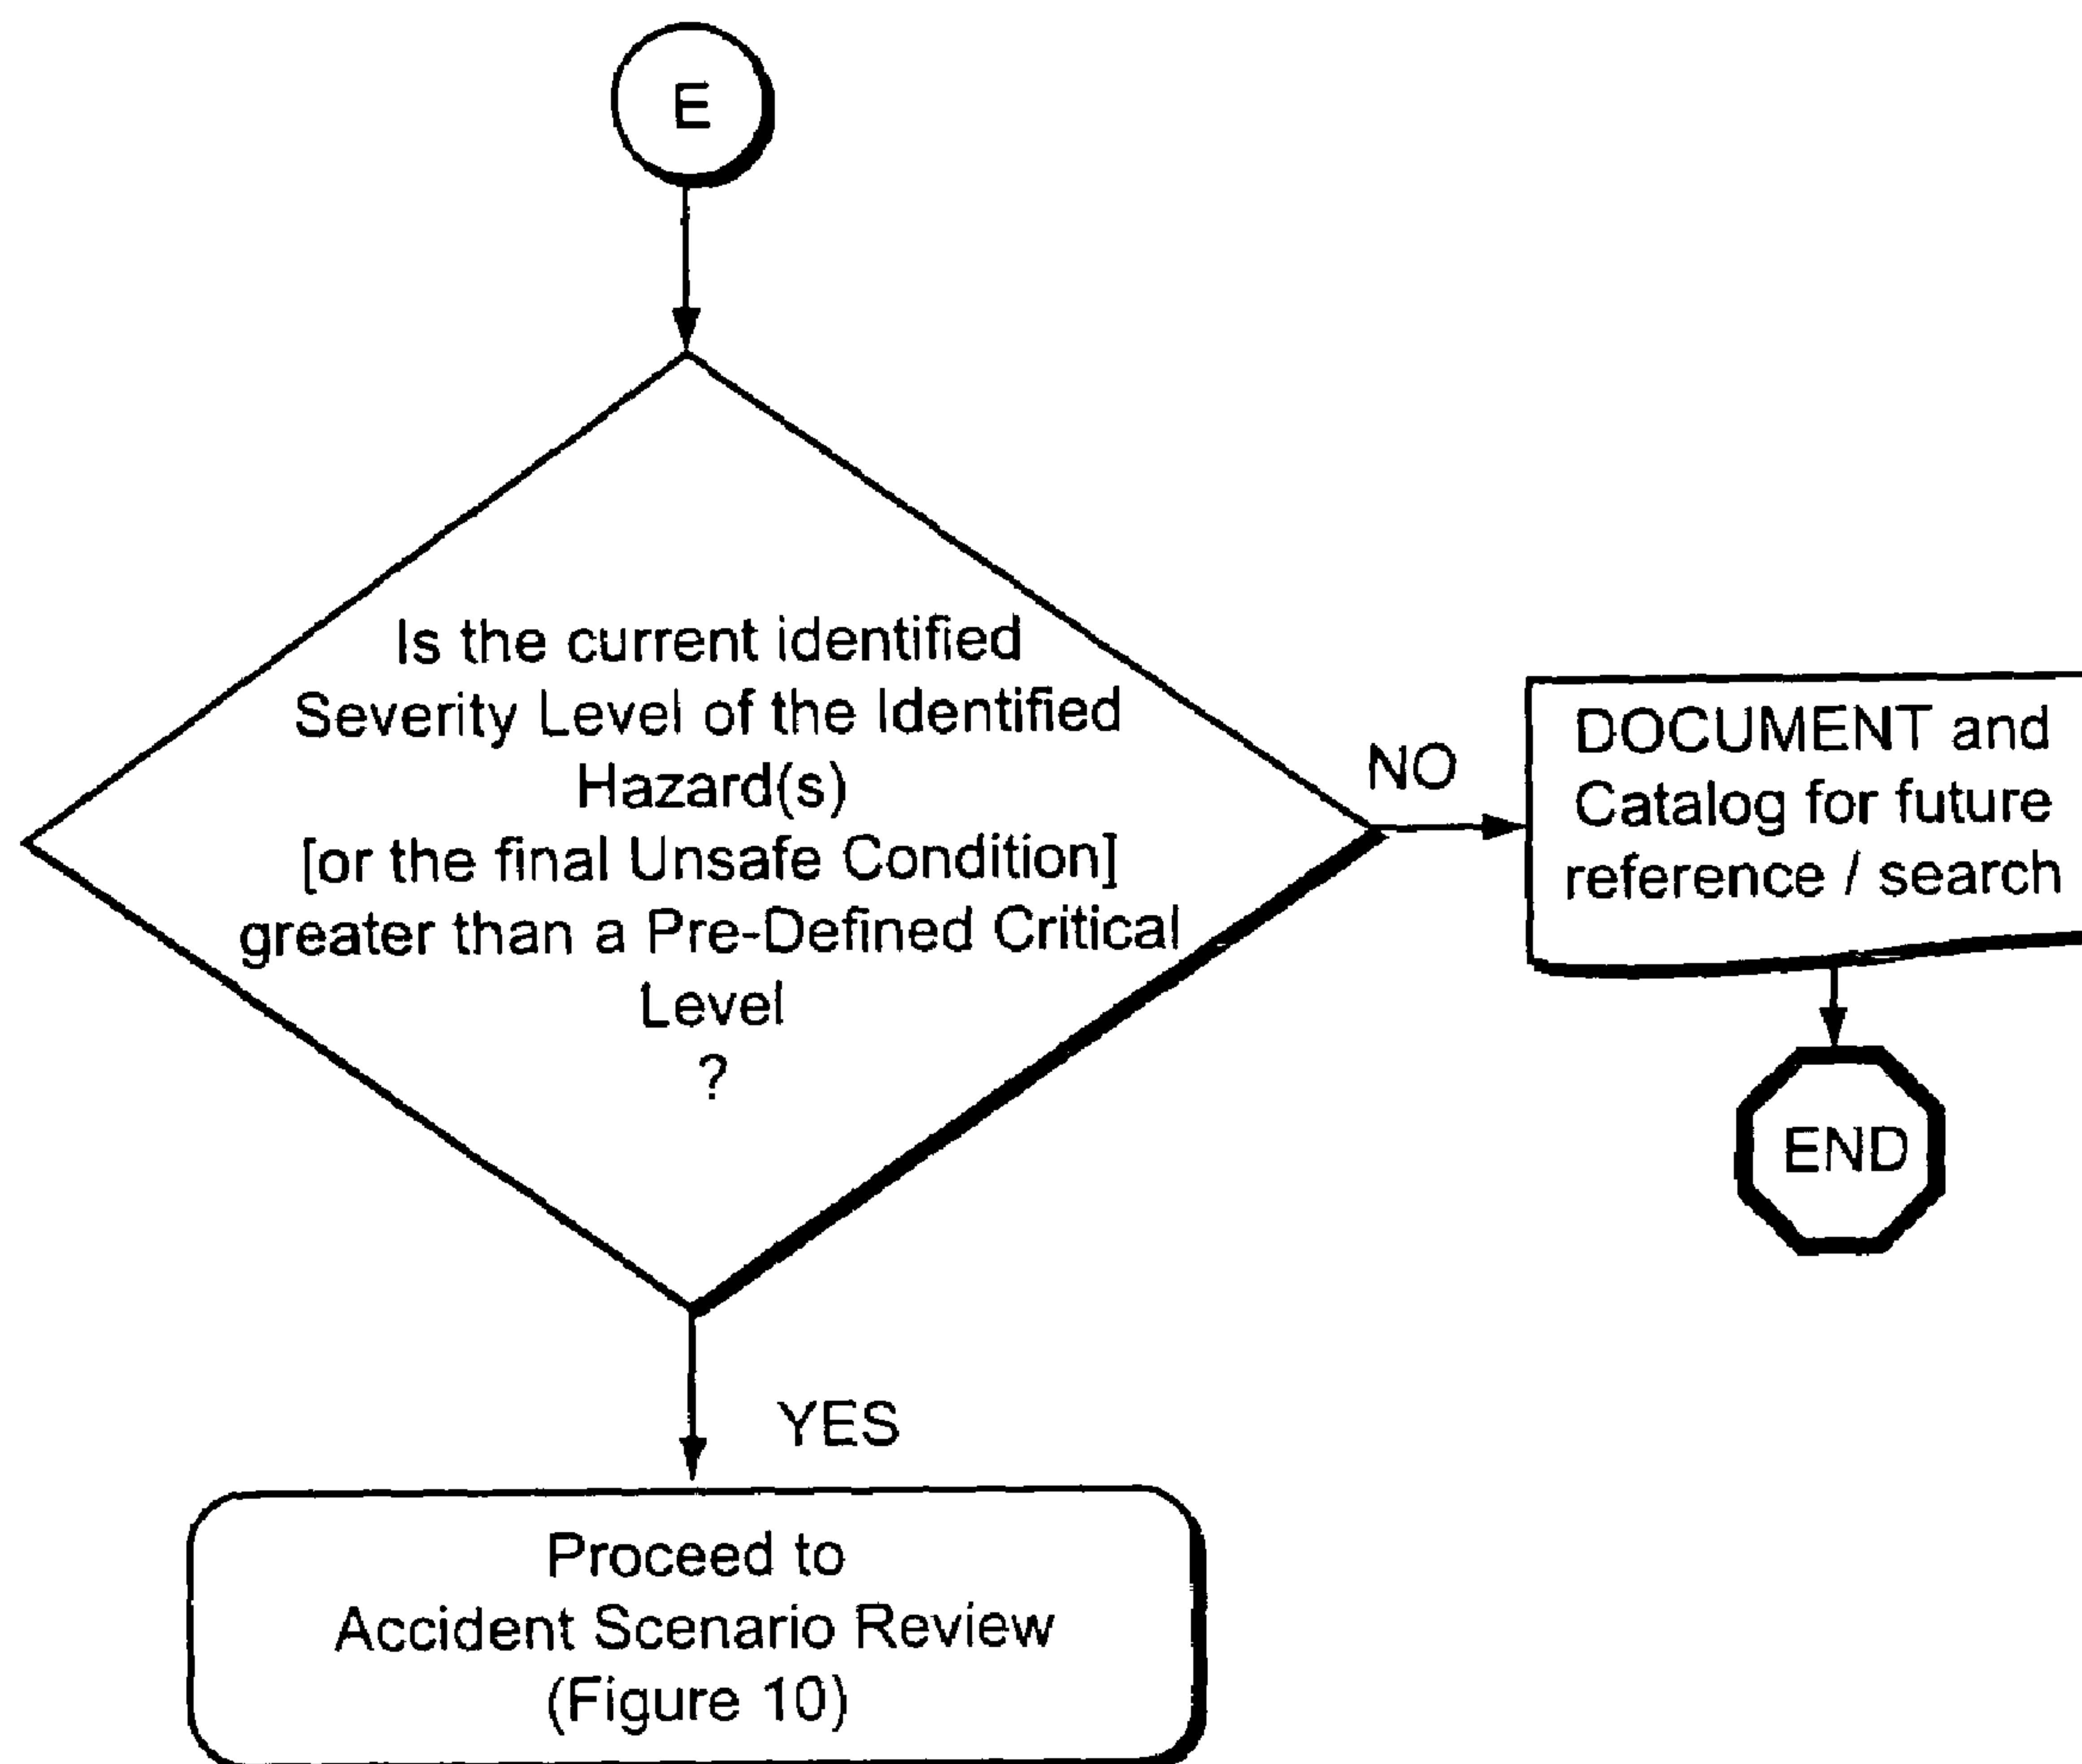 E
Is the current identified
Severity Level of the Identified
Hazard(s)
[or the final Unsafe Condition]
greater than a Pre-Defined Critical
Level
?
NO
DOCUMENT and
Catalog for future
reference / search
END
YES
Proceed to
Accident Scenario Review
(Figure 10)